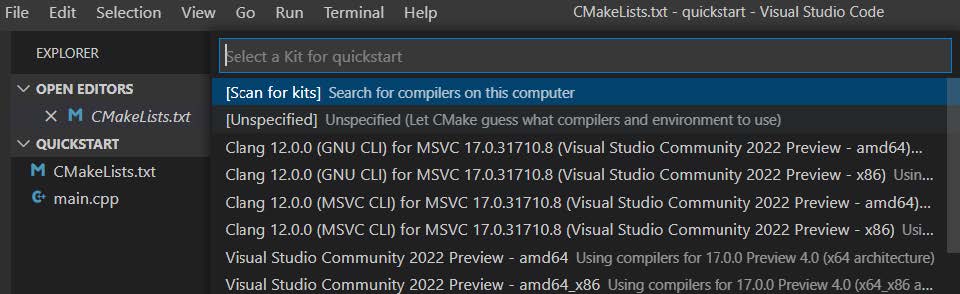 File Edit Selection View Go Run Terminal Help CMakeLists.txt - quickstart - Visual Studio Code
EXPLORER
Select a Kit for quickstart
OPEN EDITORS
CMakeLists.txt
QUICKSTART
CMakeLists.txt
main.cpp
[Scan for kits] Search for compilers on this computer
[Unspecified] Unspecified (Let CMake guess what compilers and environment to use)
Clang 12.0.0 (GNU CLI) for MSVC 17.0.31710.8 (Visual Studio Community 2022 Preview - amd64)...
Clang 12.0.0 (GNU CLI) for MSVC 17.0.31710.8 (Visual Studio Community 2022 Preview - x86) Usin...
Clang 12.0.0 (MSVC CLI) for MSVC 17.0.31710.8 (Visual Studio Community 2022 Preview - amd64)...
Clang 12.0.0 (MSVC CLI) for MSVC 17.0.31710.8 (Visual Studio Community 2022 Preview - x86) Usi...
Visual Studio Community 2022 Preview - amd64 Using compilers for 17.0.0 Preview 4.0 (x64 architecture)
Visual Studio Community 2022 Preview - amd64_x86 Using compilers for 17.0.0 Preview 4.0 (x64_x86 a...